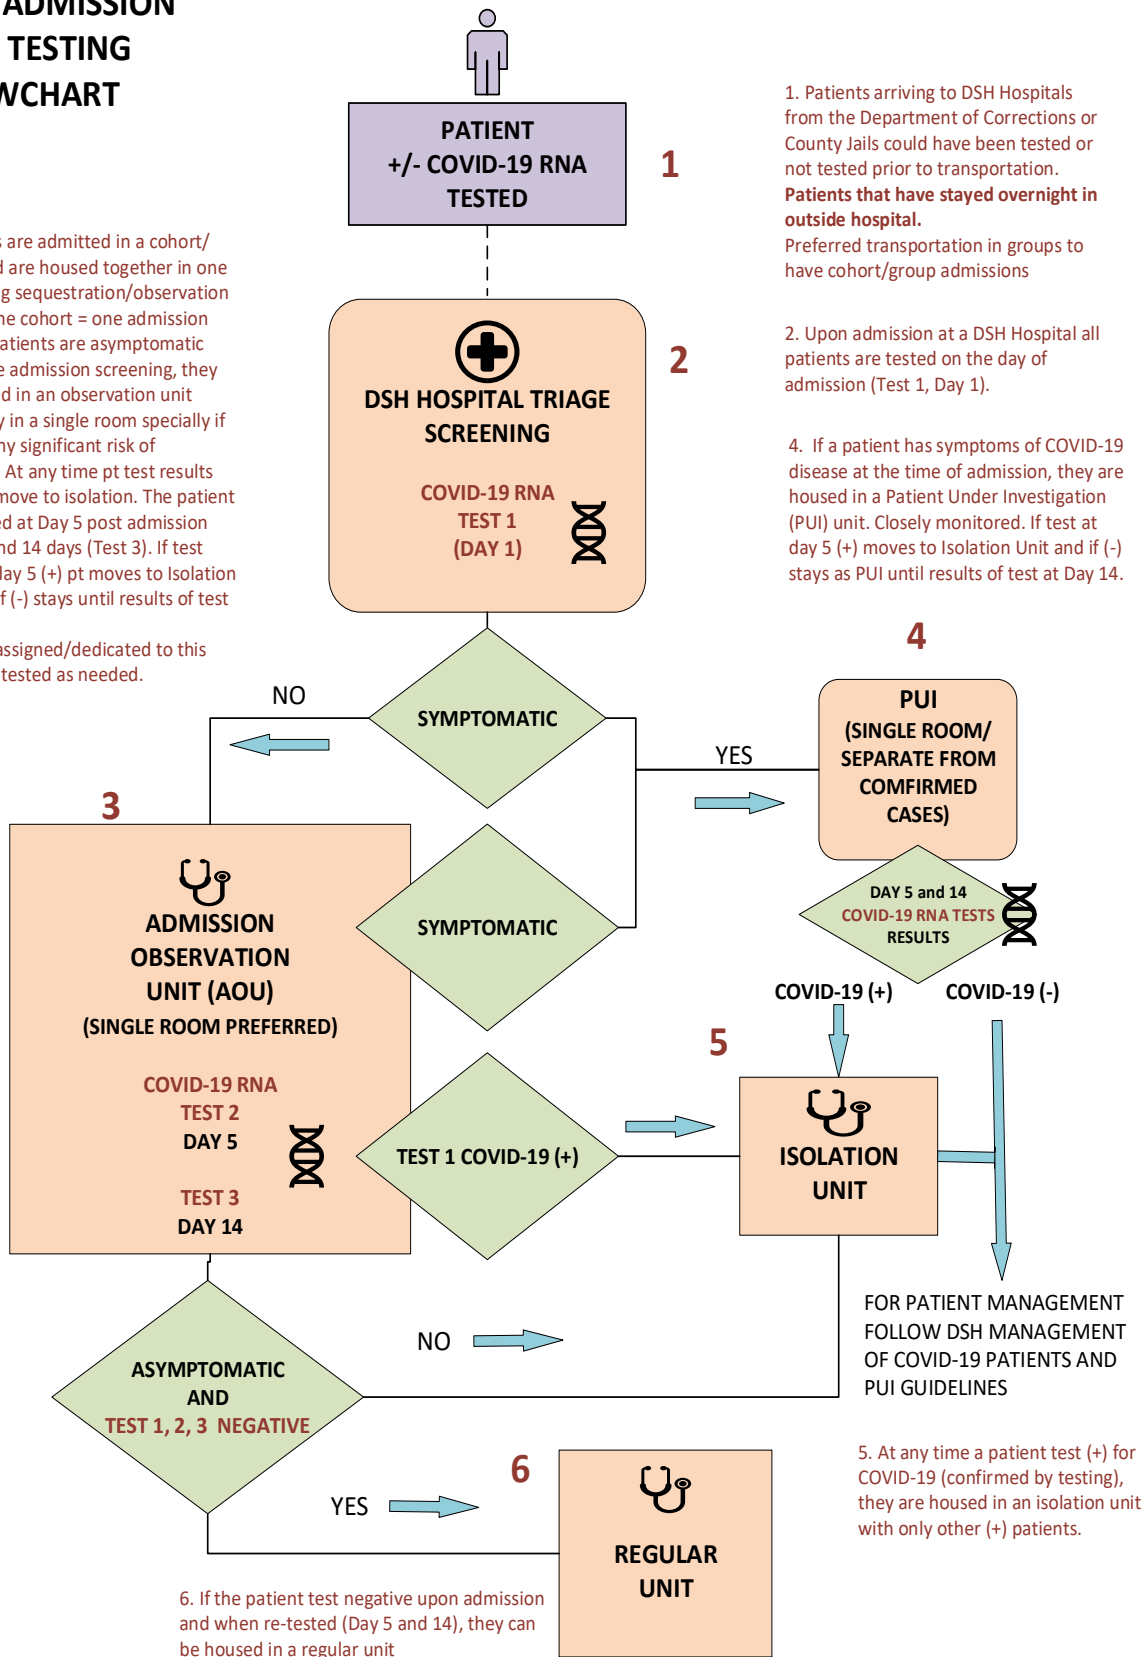 ADMISSION
TESTING
WCHART
PATIENT
+/- COVID-19 RNA
TESTED
1
1. Patients arriving to DSH Hospitals
from the Department of Corrections or
County Jails could have been tested or
not tested prior to transportation.
Patients that have stayed overnight in
outside hospital.
Preferred transportation in groups to
have cohort/group admissions
s are admitted in a cohort/
d are housed together in one
ng sequestration/observation
ne cohort = one admission
atients are asymptomatic
e admission screening, they
ed in an observation unit
y in a single room specially if
ny significant risk of
. At any time pt test results
move to isolation. The patient
ed at Day 5 post admission
nd 14 days (Test 3). If test
day 5 (+) pt moves to Isolation
if (-) stays until results of test
assigned/dedicated to this
tested as needed.
2
DSH HOSPITAL TRIAGE
SCREENING
COVID-19 RNA
TEST 1
(DAY 1)
2. Upon admission at a DSH Hospital all
patients are tested on the day of
admission (Test 1, Day 1).
4. If a patient has symptoms of COVID-19
disease at the time of admission, they are
housed in a Patient Under Investigation
(PUI) unit. Closely monitored. If test at
day 5 (+) moves to Isolation Unit and if (-)
stays as PUI until results of test at Day 14.
NO
SYMPTOMATIC
YES
4
PUI
(SINGLE ROOM/
SEPARATE FROM
COMFIRMED
CASES)
3
ADMISSION
OBSERVATION
UNIT (AOU)
(SINGLE ROOM PREFERRED)
COVID-19 RNA
TEST 2
DAY 5
TEST 3
DAY 14
SYMPTOMATIC
DAY 5 and 14
COVID-19 RNA TESTS
RESULTS
COVID-19 (+)
COVID-19 (-)
5
TEST 1 COVID-19 (+)
ISOLATION
UNIT
FOR PATIENT MANAGEMENT
FOLLOW DSH MANAGEMENT
OF COVID-19 PATIENTS AND
PUI GUIDELINES
NO
ASYMPTOMATIC
AND
TEST 1, 2, 3 NEGATIVE
5. At any time a patient test (+) for
COVID-19 (confirmed by testing),
they are housed in an isolation unit
with only other (+) patients.
YES
6
REGULAR
UNIT
6. If the patient test negative upon admission
and when re-tested (Day 5 and 14), they can
be housed in a regular unit